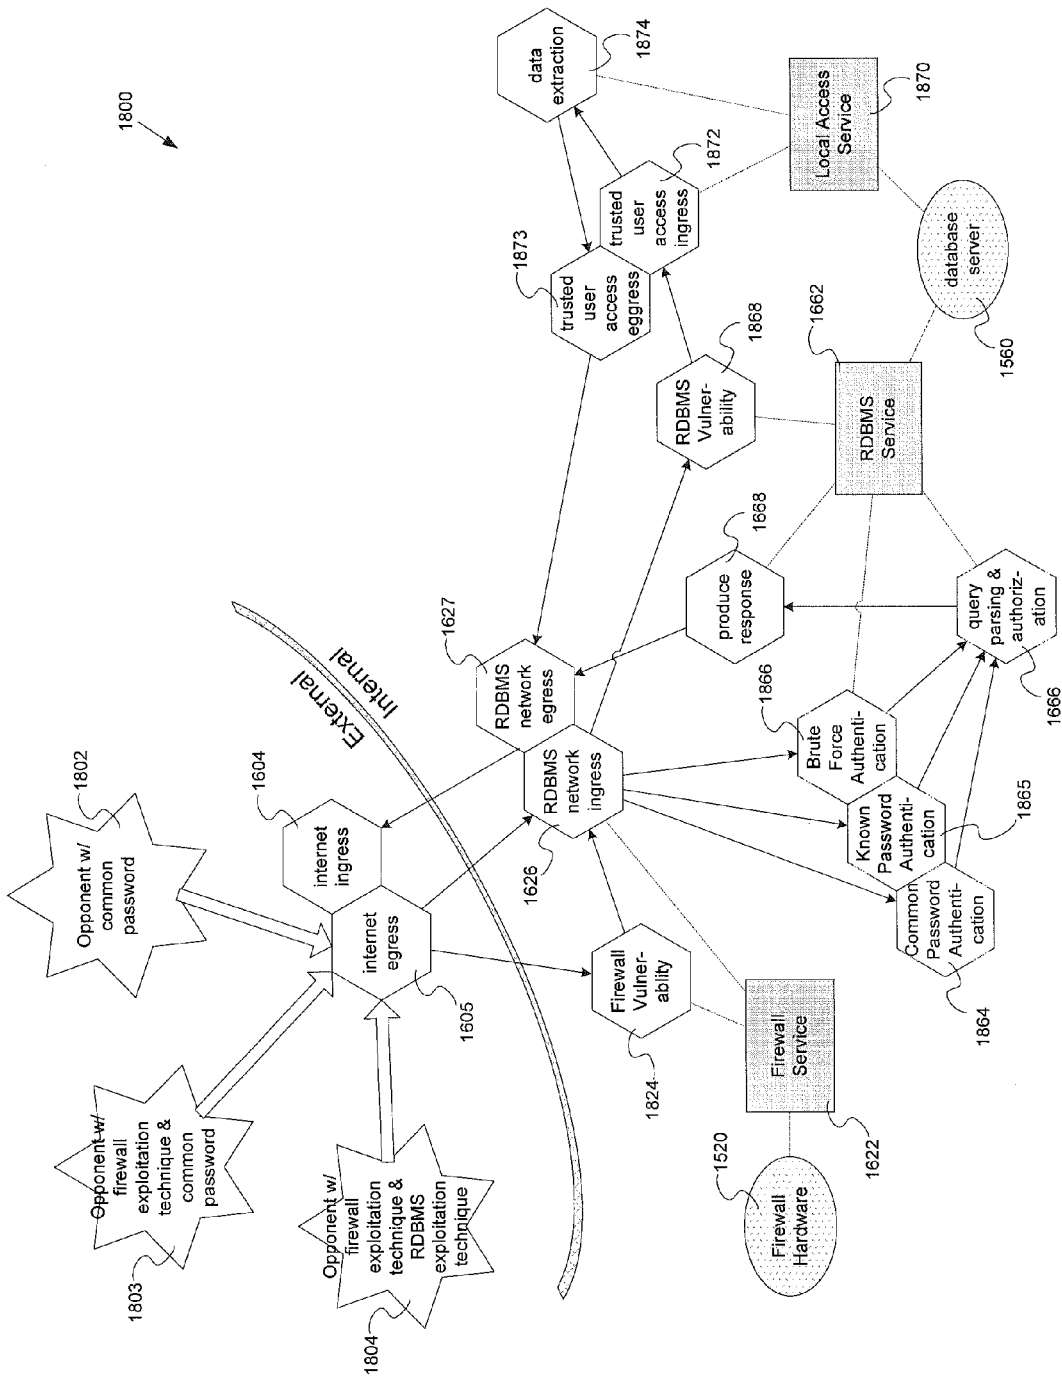 1800
1802
Opponent w/
common
password
Opponent w/
firewall
exploitation
technique &
common
password
1803
Opponent w/
firewall
exploitation
technique &
RDBMS
exploitation
technique
1804
1604
internet
ingress
internet
egress
1605
External
Internal
1627
RDBMS
network
egress
RDBMS
network
ingress
1626
Firewall
Vulner-
ability
1824
Firewall
Service
1622
1520
Firewall
Hardware
data
extraction
1874
1873
trusted
user
access
eggress
trusted
user
access
ingress
1872
RDBMS
Vulner-
ability
1868
produce
response
1668
1866
Brute
Force
Authenti-
cation
Known
Password
Authenti-
cation
1865
Common
Password
Authenti-
cation
1864
query
parsing &
authoriz-
ation
1666
RDBMS
Service
1662
Local Access
Service
1870
database
server
1560